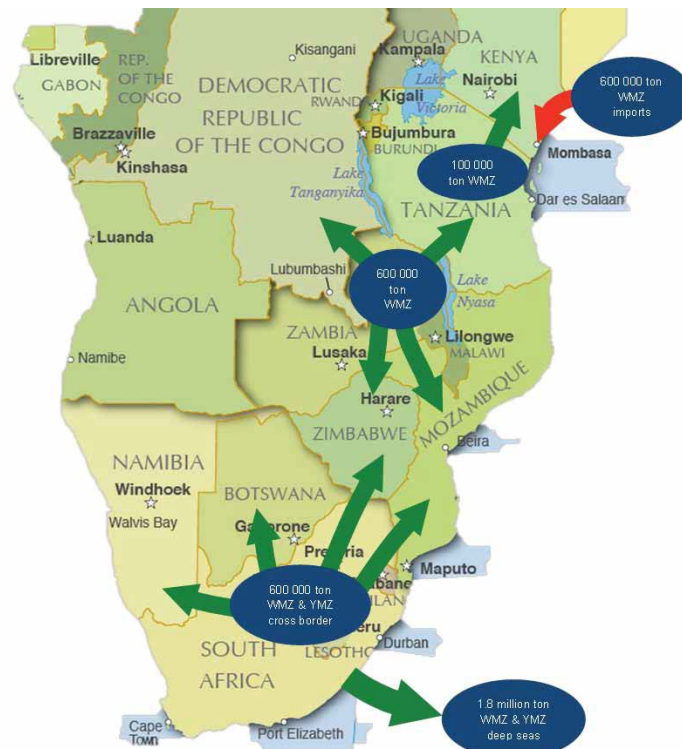 UGANDA
Kisangani
Kampala
KENYA
Libreville
REP.
OF THE
CONGO
GABON
DEMOCRATIC
REPUBLIC
OF THE CONGO
Lake
Victoria
Nairobi
600 000 ton
WMZ
imports
Kigali
Brazzaville
Kinshasa
Bujumbura
BURUNDI
100 000
ton WMZ
Mombasa
Lake
Tanganyika
TANZANIA
Dar es Salaan
Luanda
600 000
ton
WMZ
Lubumbashi
Lake
Nyasa
ANGOLA
ZAMBIA
Lusaka
Lilongwe
MALAWI
Namibe
Harare
ZIMBABWE
MOZAMBIQUE
Beira
NAMIBIA
Windhoek
Walvis Bay
BOTSWANA
Maputo
600 000 ton
WMZ & YMZ
cross border
SOUTH
AFRICA
LESOTHO
Durban
Cape
Town
Port Elizabeth
1.8 million ton
WMZ & YMZ
deep seas